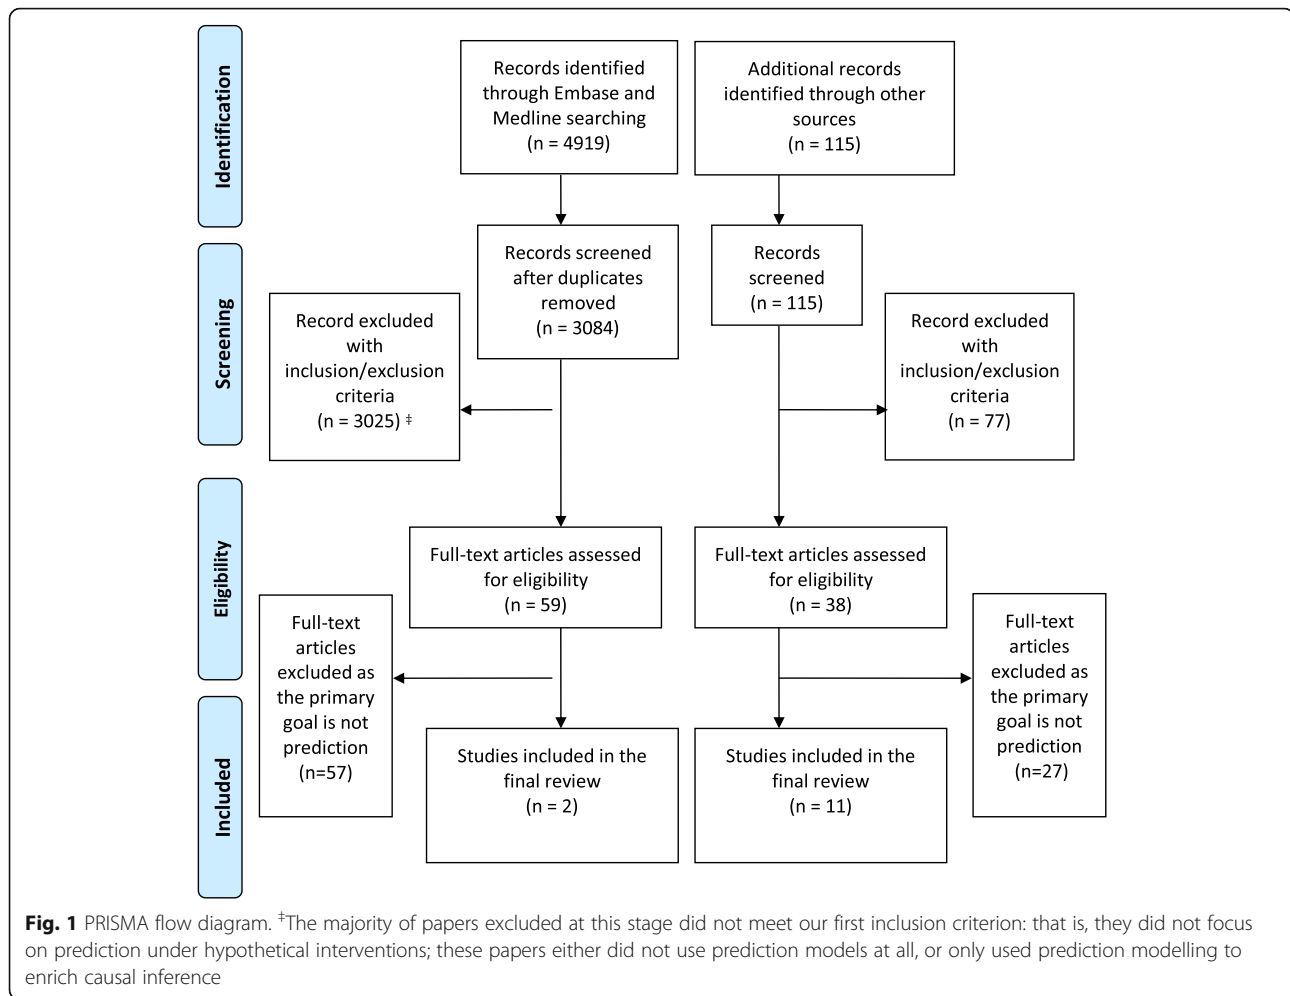 Identification
Records identified
through Embase and
Medline searching
(n = 4919)
Additional records
identified through other
sources
(n = 115)
Screening
Records screened
after duplicates
removed
(n = 3084)
Records
screened
(n = 115)
Record excluded
with
inclusion/exclusion
criteria
(n = 3025) ‡
Record excluded
with
inclusion/exclusion
criteria
(n = 77)
Eligibility
Full-text articles assessed
for eligibility
(n = 59)
Full-text articles assessed
for eligibility
(n = 38)
Full-text
articles
excluded as
the primary
goal is not
prediction
(n=57)
Full-text
articles
excluded as
the primary
goal is not
prediction
(n=27)
Included
Studies included in the
final review
(n = 2)
Studies included in the
final review
(n = 11)
Fig. 1 PRISMA flow diagram. ‡The majority of papers excluded at this stage did not meet our first inclusion criterion: that is, they did not focus
on prediction under hypothetical interventions; these papers either did not use prediction models at all, or only used prediction modelling to
enrich causal inference